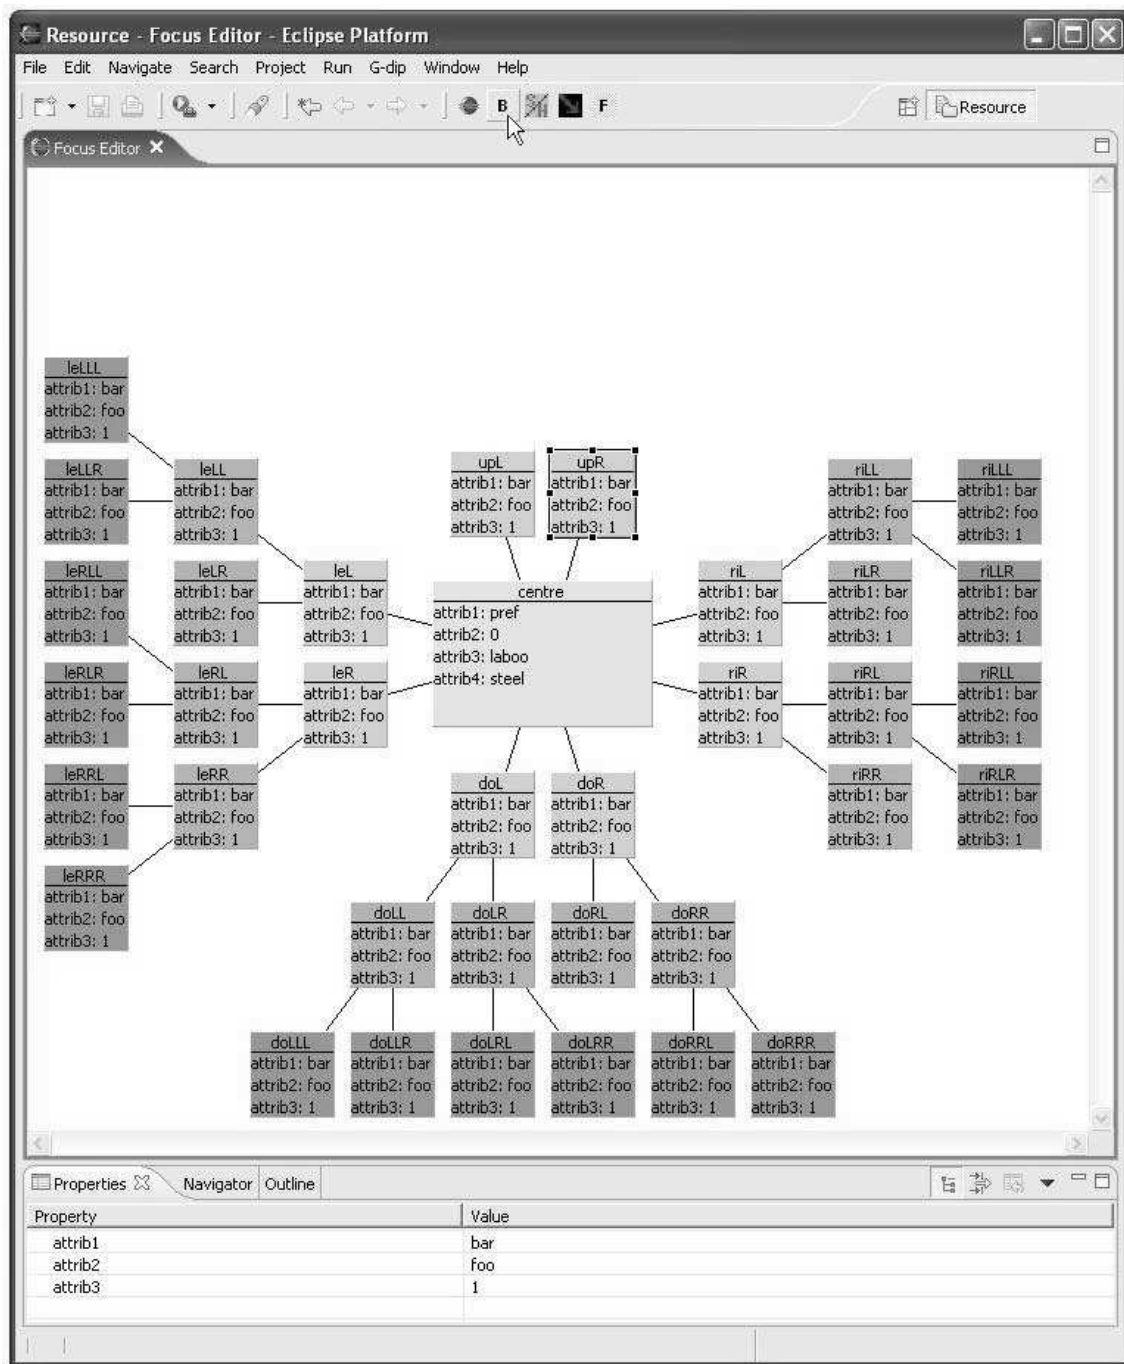 Resource - Focus Editor - Eclipse Platform
File Edit Navigate Search Project Run G-dip Window Help
B F Resource
Focus Editor
leLLL
attrib1: bar
attrib2: foo
attrib3: 1
leLLR
attrib1: bar
attrib2: foo
attrib3: 1
leLL
attrib1: bar
attrib2: foo
attrib3: 1
upL
attrib1: bar
attrib2: foo
attrib3: 1
upR
attrib1: bar
attrib2: foo
attrib3: 1
riLL
attrib1: bar
attrib2: foo
attrib3: 1
riLLL
attrib1: bar
attrib2: foo
attrib3: 1
leRLL
attrib1: bar
attrib2: foo
attrib3: 1
leLR
attrib1: bar
attrib2: foo
attrib3: 1
leL
attrib1: bar
attrib2: foo
attrib3: 1
centre
attrib1: pref
attrib2: 0
attrib3: laboo
attrib4: steel
riL
attrib1: bar
attrib2: foo
attrib3: 1
riLR
attrib1: bar
attrib2: foo
attrib3: 1
riLLR
attrib1: bar
attrib2: foo
attrib3: 1
leRLR
attrib1: bar
attrib2: foo
attrib3: 1
leRL
attrib1: bar
attrib2: foo
attrib3: 1
leR
attrib1: bar
attrib2: foo
attrib3: 1
riR
attrib1: bar
attrib2: foo
attrib3: 1
riRL
attrib1: bar
attrib2: foo
attrib3: 1
riRLL
attrib1: bar
attrib2: foo
attrib3: 1
leRRL
attrib1: bar
attrib2: foo
attrib3: 1
leRR
attrib1: bar
attrib2: foo
attrib3: 1
doL
attrib1: bar
attrib2: foo
attrib3: 1
doR
attrib1: bar
attrib2: foo
attrib3: 1
riRR
attrib1: bar
attrib2: foo
attrib3: 1
riRLR
attrib1: bar
attrib2: foo
attrib3: 1
leRRR
attrib1: bar
attrib2: foo
attrib3: 1
doLL
attrib1: bar
attrib2: foo
attrib3: 1
doLR
attrib1: bar
attrib2: foo
attrib3: 1
doRL
attrib1: bar
attrib2: foo
attrib3: 1
doRR
attrib1: bar
attrib2: foo
attrib3: 1
doLLL
attrib1: bar
attrib2: foo
attrib3: 1
doLLR
attrib1: bar
attrib2: foo
attrib3: 1
doLRL
attrib1: bar
attrib2: foo
attrib3: 1
doLRR
attrib1: bar
attrib2: foo
attrib3: 1
doRRL
attrib1: bar
attrib2: foo
attrib3: 1
doRRR
attrib1: bar
attrib2: foo
attrib3: 1
Properties Navigator Outline
Property Value
attrib1 bar
attrib2 foo
attrib3 1